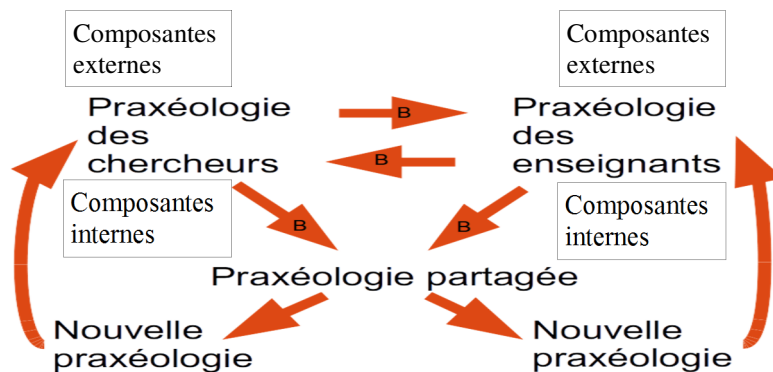 Composantes
externes
Composantes
externes
Praxéologie
des
chercheurs
B
B
Praxéologie
des
enseignants
Composantes
internes
B
B
Composantes
internes
Praxéologie partagée
Nouvelle
praxéologie
Nouvelle
praxéologie